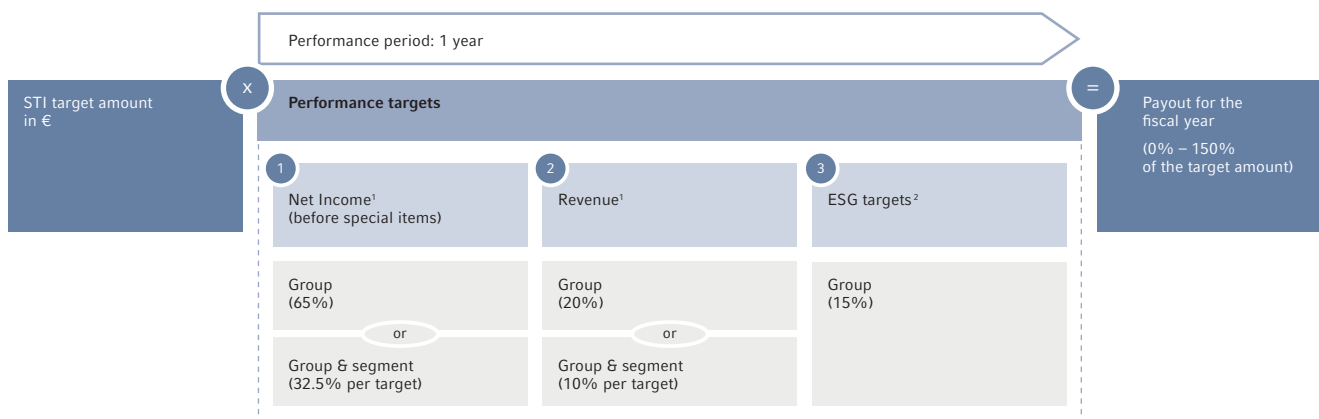 Performance period: 1 year
STI target amount
in €
x
Performance targets
=
Payout for the
fiscal year
(0% – 150%
of the target amount)
1
Net Income¹
(before special items)
2
Revenue¹
3
ESG targets²
Group
(65%)
or
Group & segment
(32.5% per target)
Group
(20%)
or
Group & segment
(10% per target)
Group
(15%)